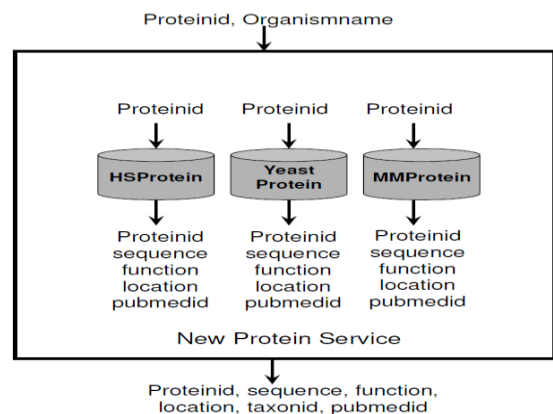 Proteinid, Organismname
Proteinid Proteinid Proteinid
HSProtein
Yeast
Protein
MMProtein
Proteinid
sequence
function
location
pubmedid
Proteinid
sequence
function
location
pubmedid
Proteinid
sequence
function
location
pubmedid
New Protein Service
Proteinid, sequence, function,
location, taxonid, pubmedid